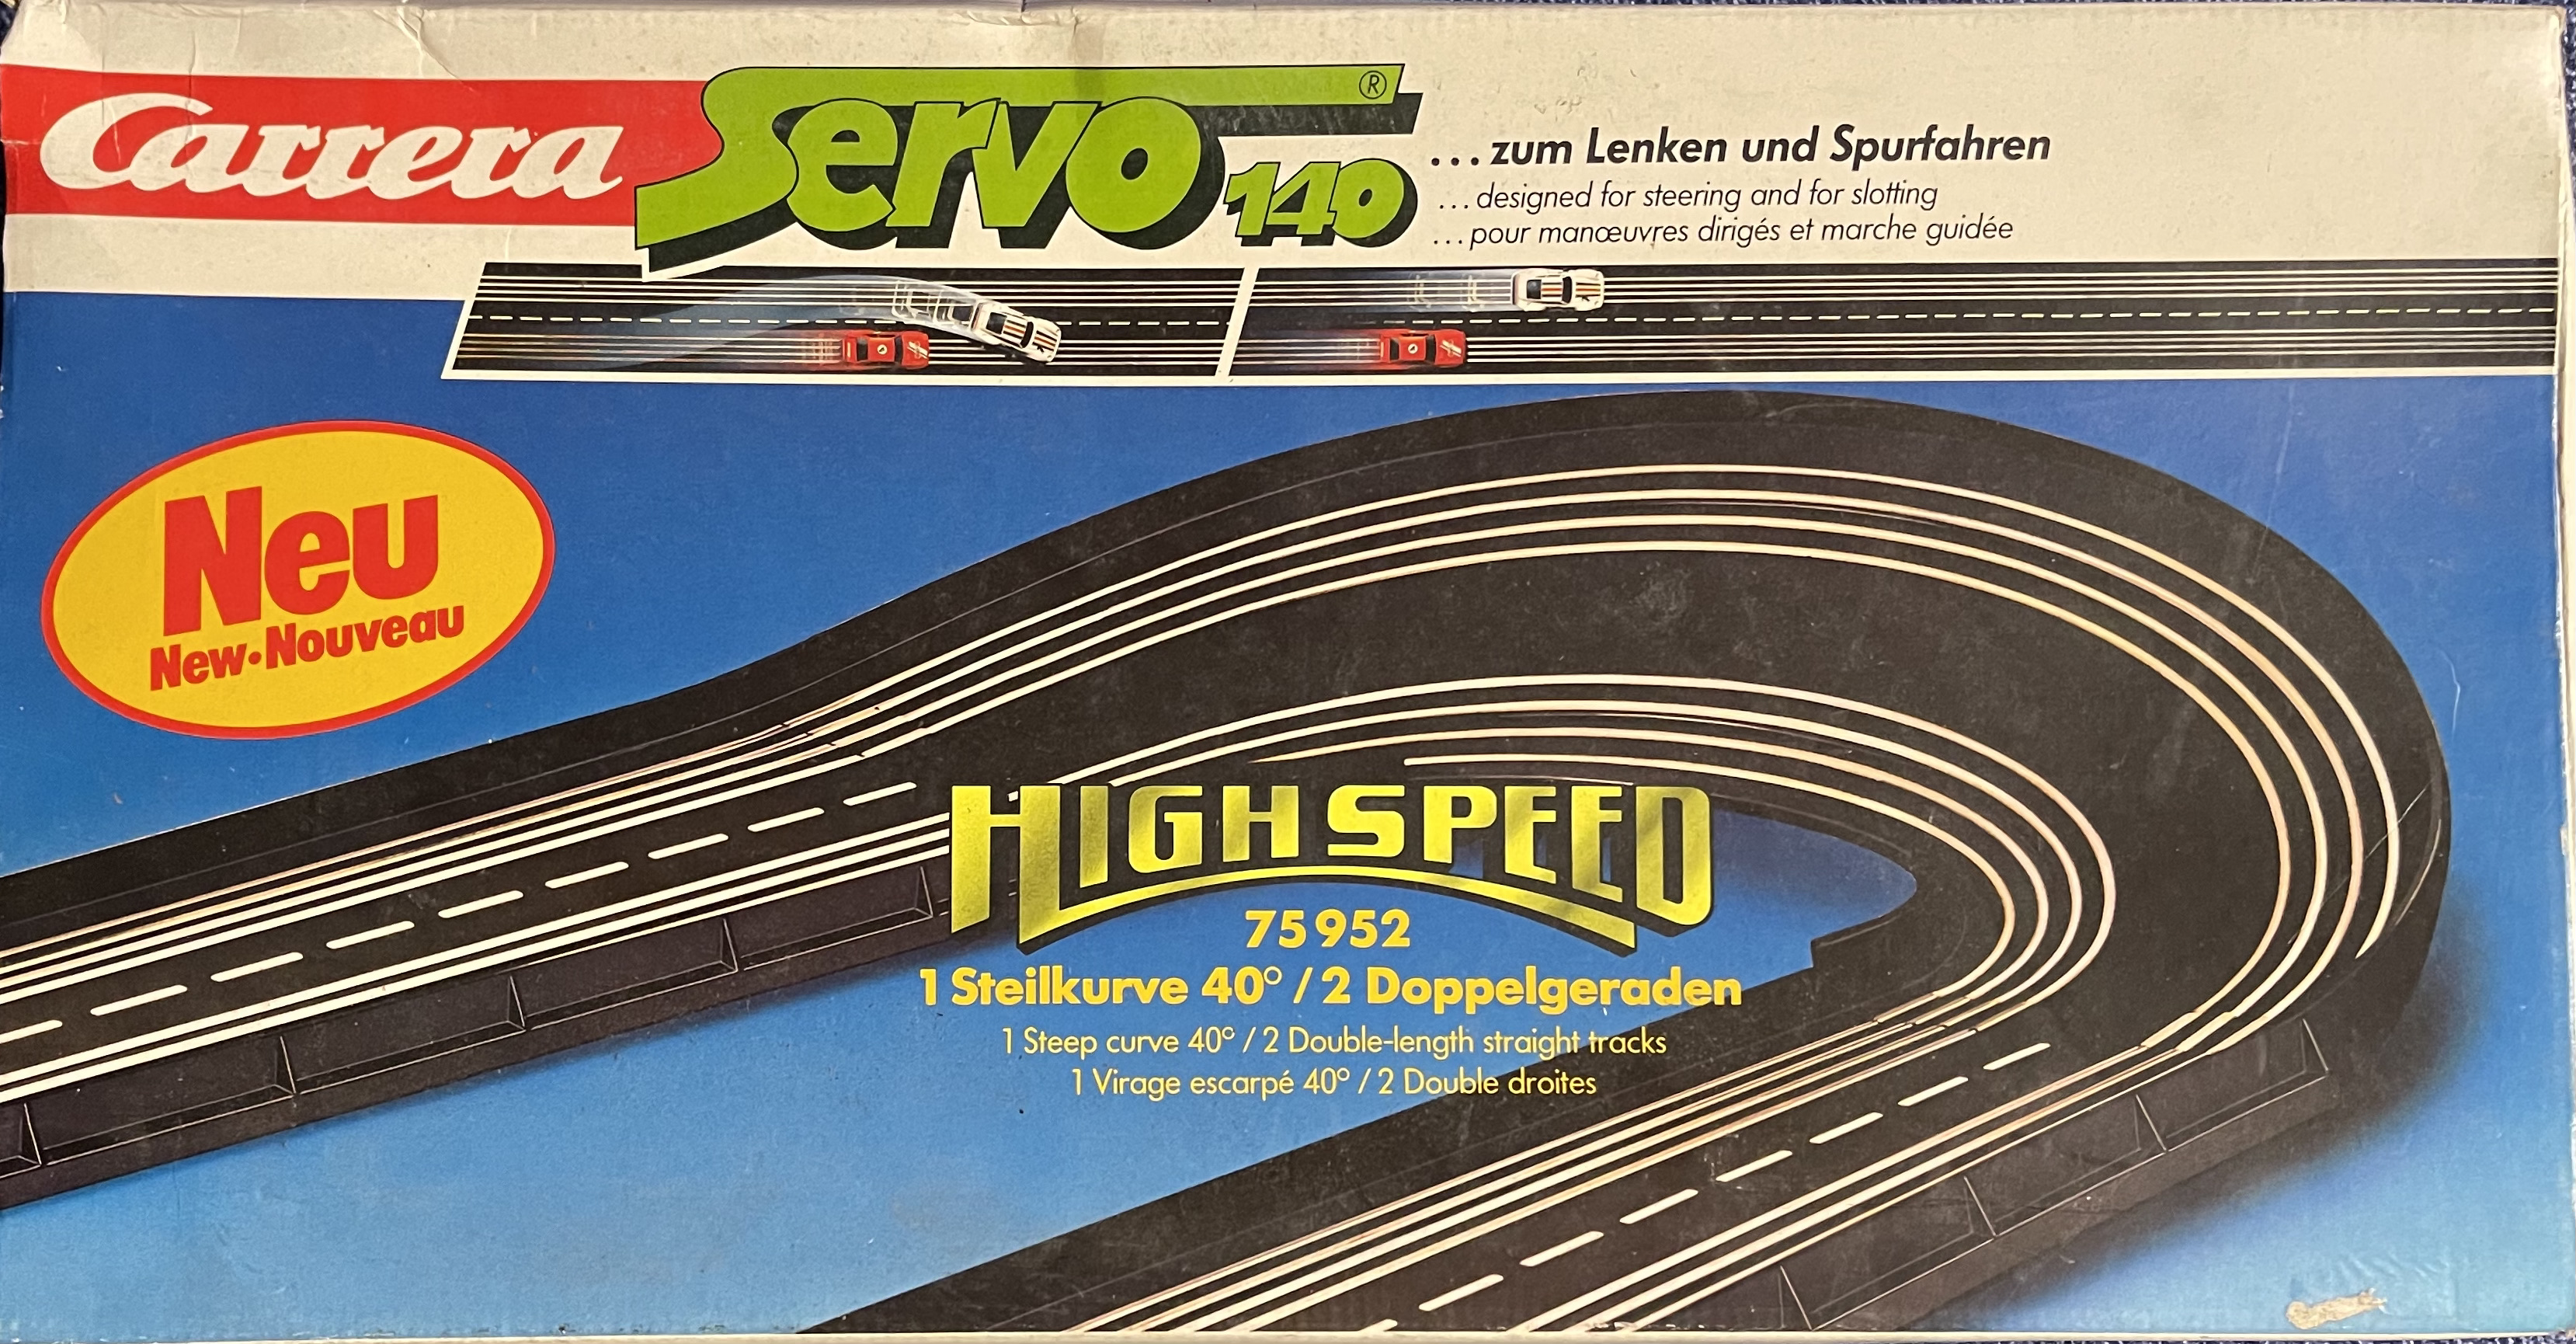 Carrera Servo 140 ®
...zum Lenken und Spurfahren
...designed for steering and for slotting
...pour manœuvres dirigés et marche guidée
Neu
New•Nouveau
HIGH SPEED
75952
1 Steilkurve 40° / 2 Doppelgeraden
1 Steep curve 40° / 2 Double-length straight tracks
1 Virage escarpé 40° / 2 Double droites